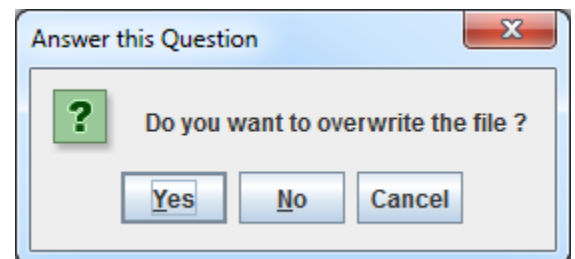 Answer this Question
Do you want to overwrite the file ?
Yes No Cancel